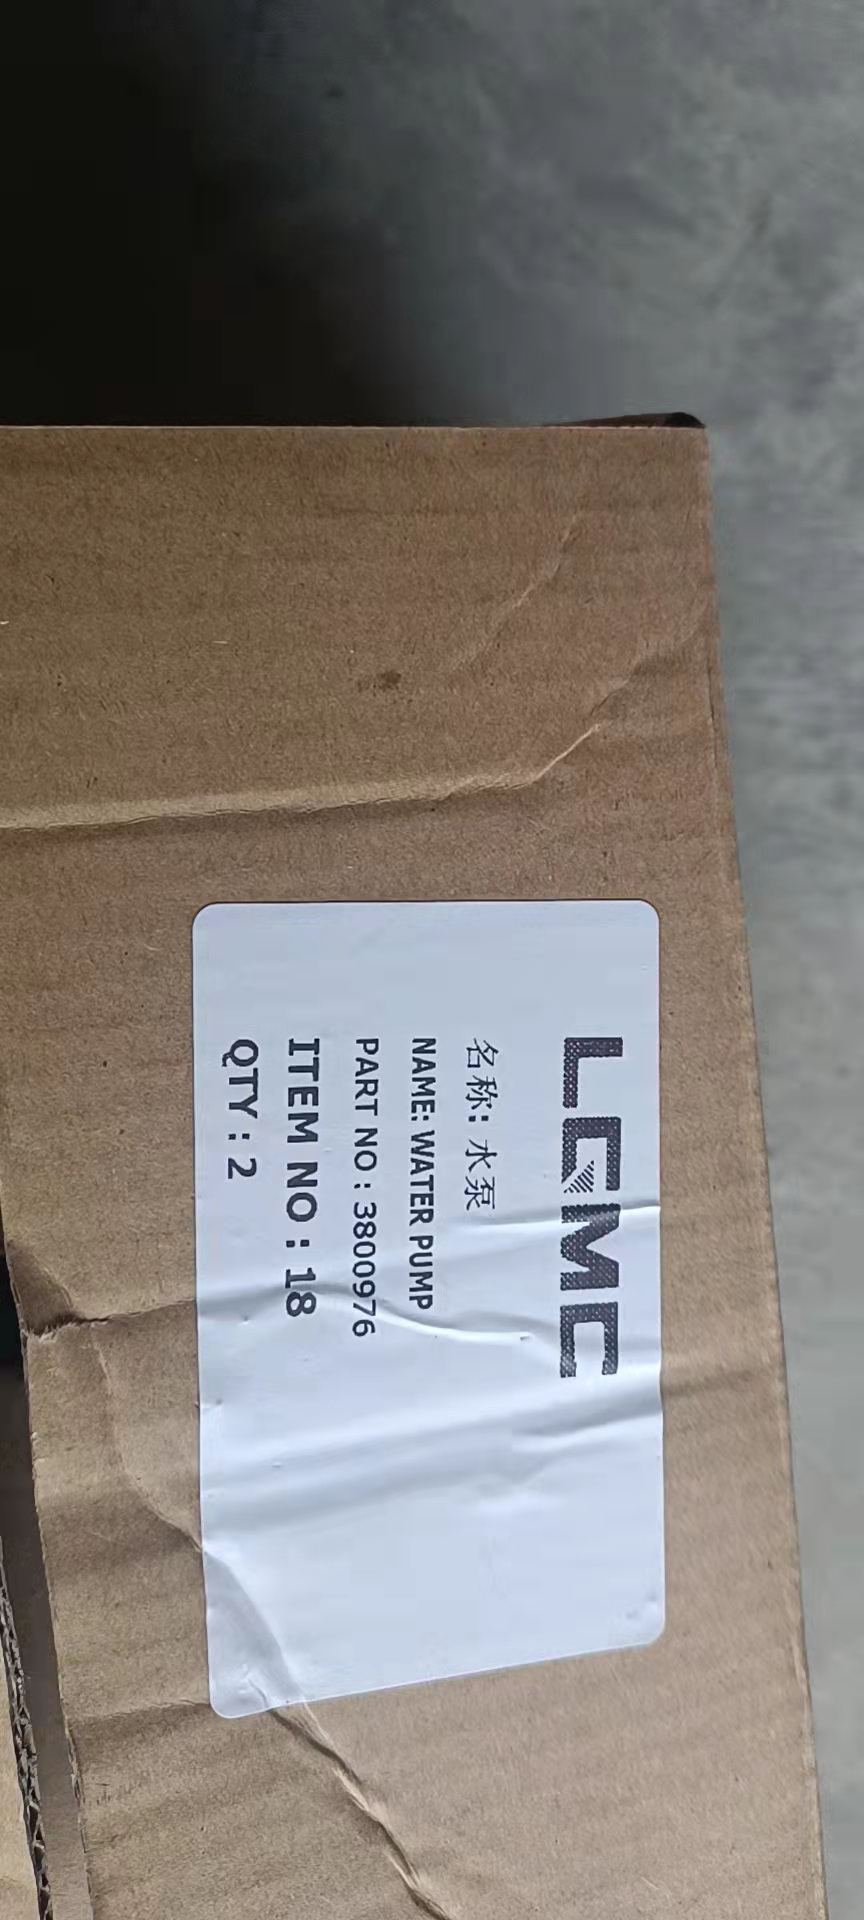 LGMC
名称: 水泵
NAME: WATER PUMP
PART NO : 3800976
ITEM NO : 18
QTY : 2